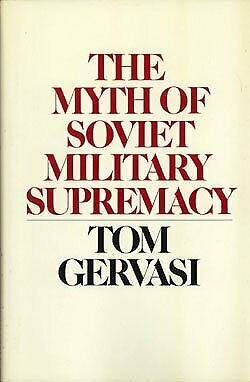 THE
MYTH OF
SOVIET
MILITARY
SUPREMACY
TOM
GERVASI